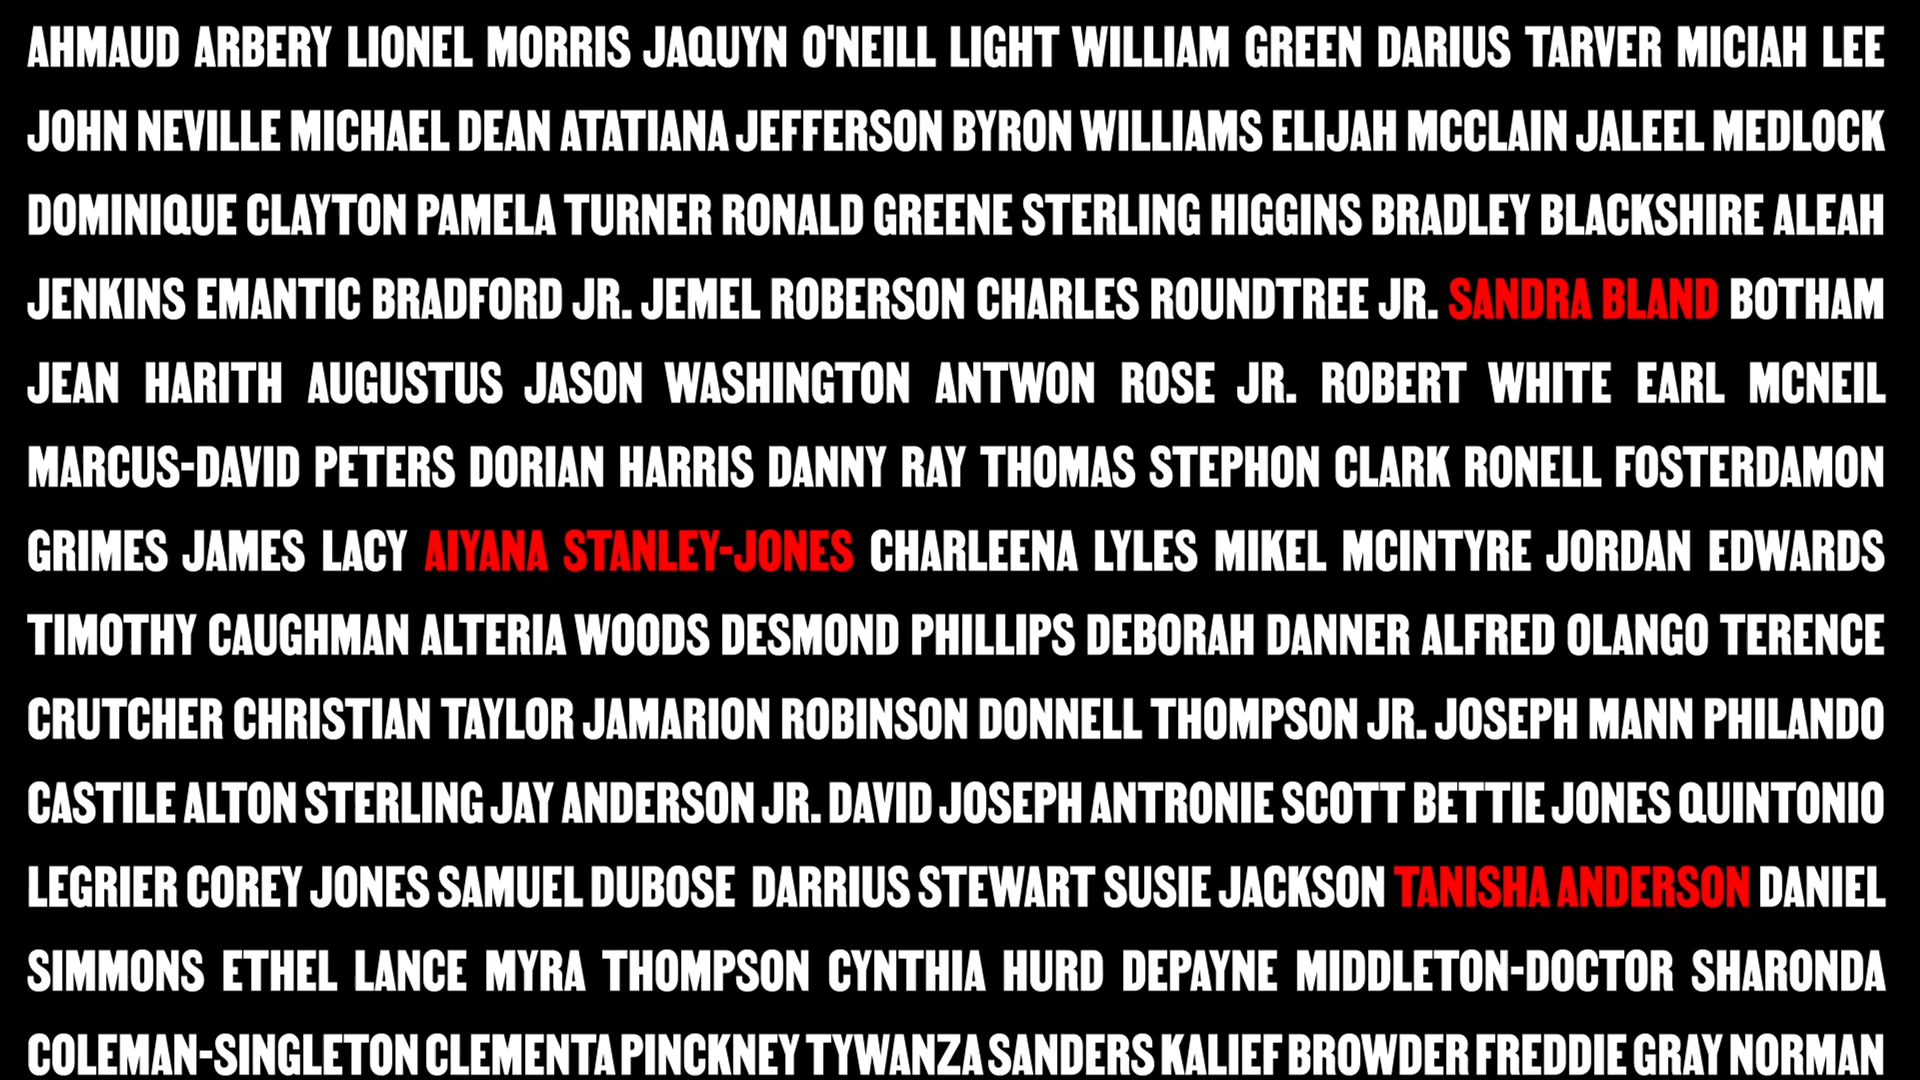 AHMAUD ARBERY LIONEL MORRIS JAQUYN O'NEILL LIGHT WILLIAM GREEN DARIUS TARVER MICIAH LEE
JOHN NEVILLE MICHAEL DEAN ATATIANA JEFFERSON BYRON WILLIAMS ELIJAH MCCLAIN JALEEL MEDLOCK
DOMINIQUE CLAYTON PAMELA TURNER RONALD GREENE STERLING HIGGINS BRADLEY BLACKSHIRE ALEAH
JENKINS EMANTIC BRADFORD JR. JEMEL ROBERSON CHARLES ROUNDTREE JR. SANDRA BLAND BOTHAM
JEAN HARITH AUGUSTUS JASON WASHINGTON ANTWON ROSE JR. ROBERT WHITE EARL MCNEIL
MARCUS-DAVID PETERS DORIAN HARRIS DANNY RAY THOMAS STEPHON CLARK RONELL FOSTERDAMON
GRIMES JAMES LACY AIYANA STANLEY-JONES CHARLEENA LYLES MIKEL MCINTYRE JORDAN EDWARDS
TIMOTHY CAUGHMAN ALTERIA WOODS DESMOND PHILLIPS DEBORAH DANNER ALFRED OLANGO TERENCE
CRUTCHER CHRISTIAN TAYLOR JAMARION ROBINSON DONNELL THOMPSON JR. JOSEPH MANN PHILANDO
CASTILE ALTON STERLING JAY ANDERSON JR. DAVID JOSEPH ANTRONIE SCOTT BETTIE JONES QUINTONIO
LEGRIER COREY JONES SAMUEL DUBOSE DARRIUS STEWART SUSIE JACKSON TANISHA ANDERSON DANIEL
SIMMONS ETHEL LANCE MYRA THOMPSON CYNTHIA HURD DEPAYNE MIDDLETON-DOCTOR SHARONDA
COLEMAN-SINGLETON CLEMENTA PINCKNEY TYWANZA SANDERS KALIEF BROWDER FREDDIE GRAY NORMAN